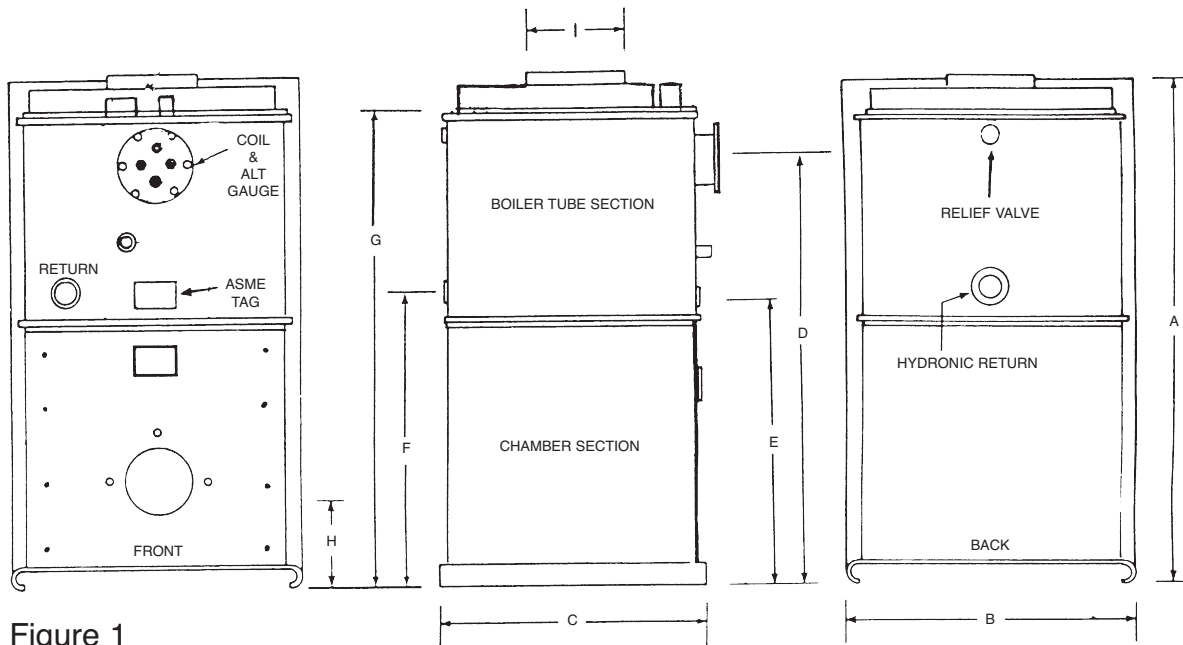 I
COIL
&
ALT
GAUGE
RETURN
ASME
TAG
FRONT
H
G
F
BOILER TUBE SECTION
CHAMBER SECTION
C
D
E
RELIEF VALVE
HYDRONIC RETURN
BACK
A
B
Figure 1